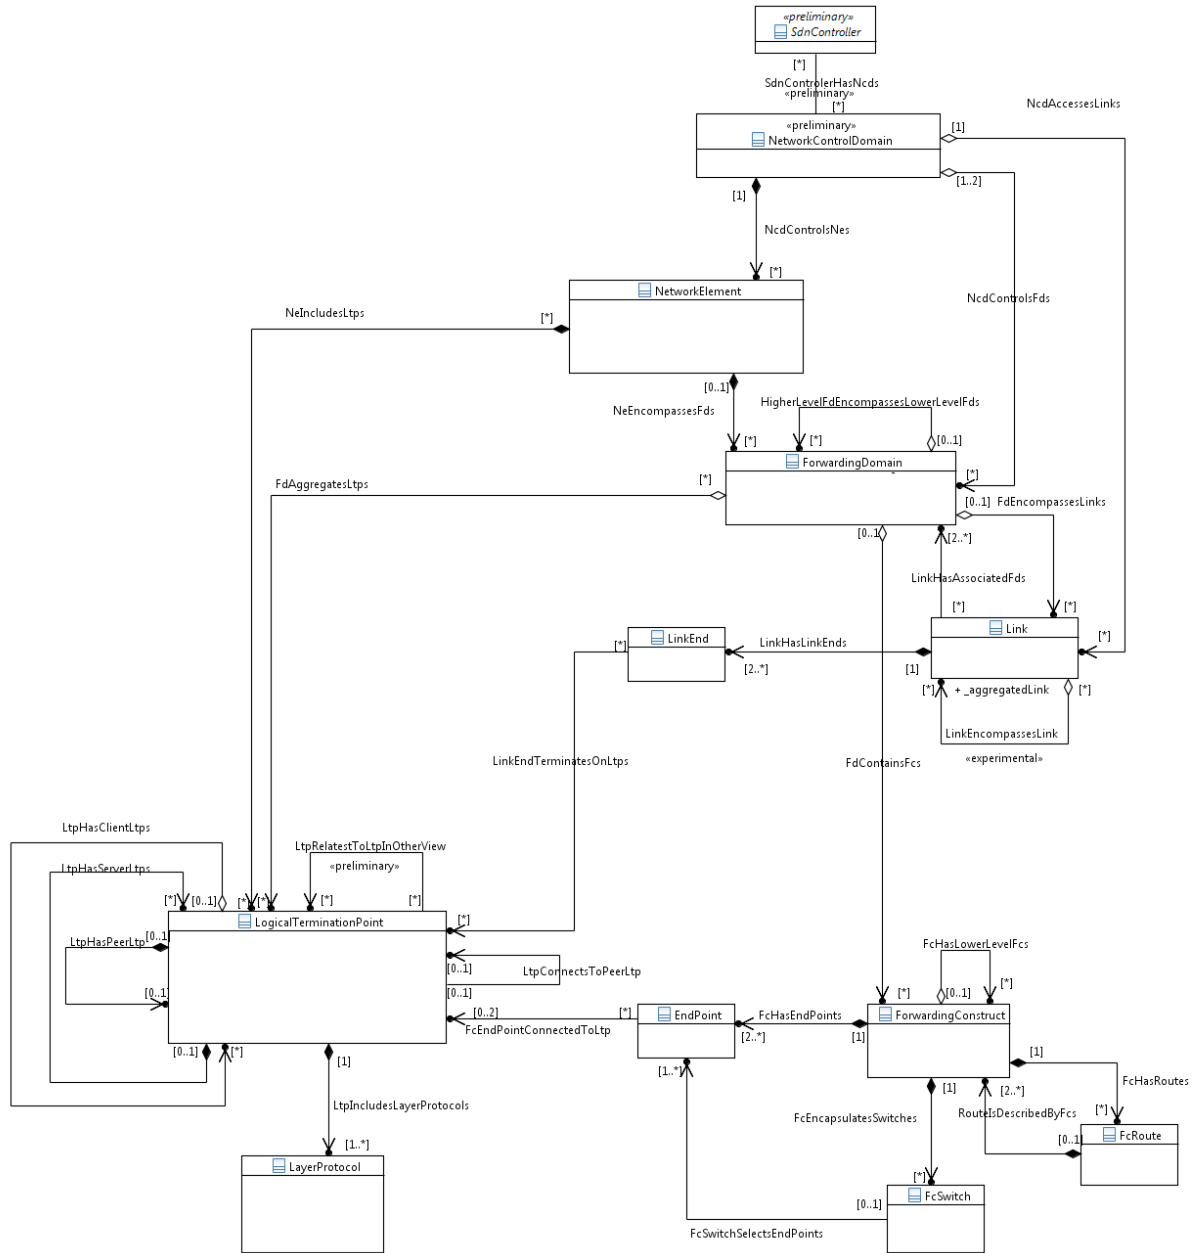 «preliminary»
SdnController
[*]
SdnControlerHasNcds
«preliminary»
[*]
NcdAccessesLinks
«preliminary»
NetworkControlDomain
[1]
[1..2]
[1]
NcdControlsNes
[*]
NetworkElement
NcdControlsFds
NeIncludesLtps
[*]
[0..1]
NeEncompassesFds
HigherLevelFdEncompassesLowerLevelFds
[*]
[*]
[0..1]
ForwardingDomain
FdAggregatesLtps
[*]
[*]
[0..1]
FdEncompassesLinks
[0..1]
[2..*]
LinkHasAssociatedFds
[*]
[*]
Link
LinkEnd
[*]
LinkHasLinkEnds
[*]
[2..*]
[1]
[*]
+ _aggregatedLink
[*]
LinkEncompassesLink
«experimental»
LinkEndTerminatesOnLtps
FdContainsFcs
LtpHasClientLtps
LtpRelatestToLtpInOtherView
«preliminary»
LtpHasServerLtps
[*]
[0..1]
[*]
[*]
[*]
[*]
LogicalTerminationPoint
[*]
LtpHasPeerLtp
[0..1]
FcHasLowerLevelFcs
[0..1]
LtpConnectsToPeerLtp
[0..1]
[0..1]
[*]
[0..1]
[*]
[0..2]
[*]
EndPoint
FcHasEndPoints
ForwardingConstruct
FcEndPointConnectedToLtp
[2..*]
[1]
[0..1]
[*]
[1]
[1]
[1..*]
FcHasRoutes
[1]
[2..*]
LtpIncludesLayerProtocols
FcEncapsulatesSwitches
RouteIsDescribedByFcs
[*]
[1..*]
[0..1]
FcRoute
LayerProtocol
[*]
FcSwitch
[0..1]
FcSwitchSelectsEndPoints